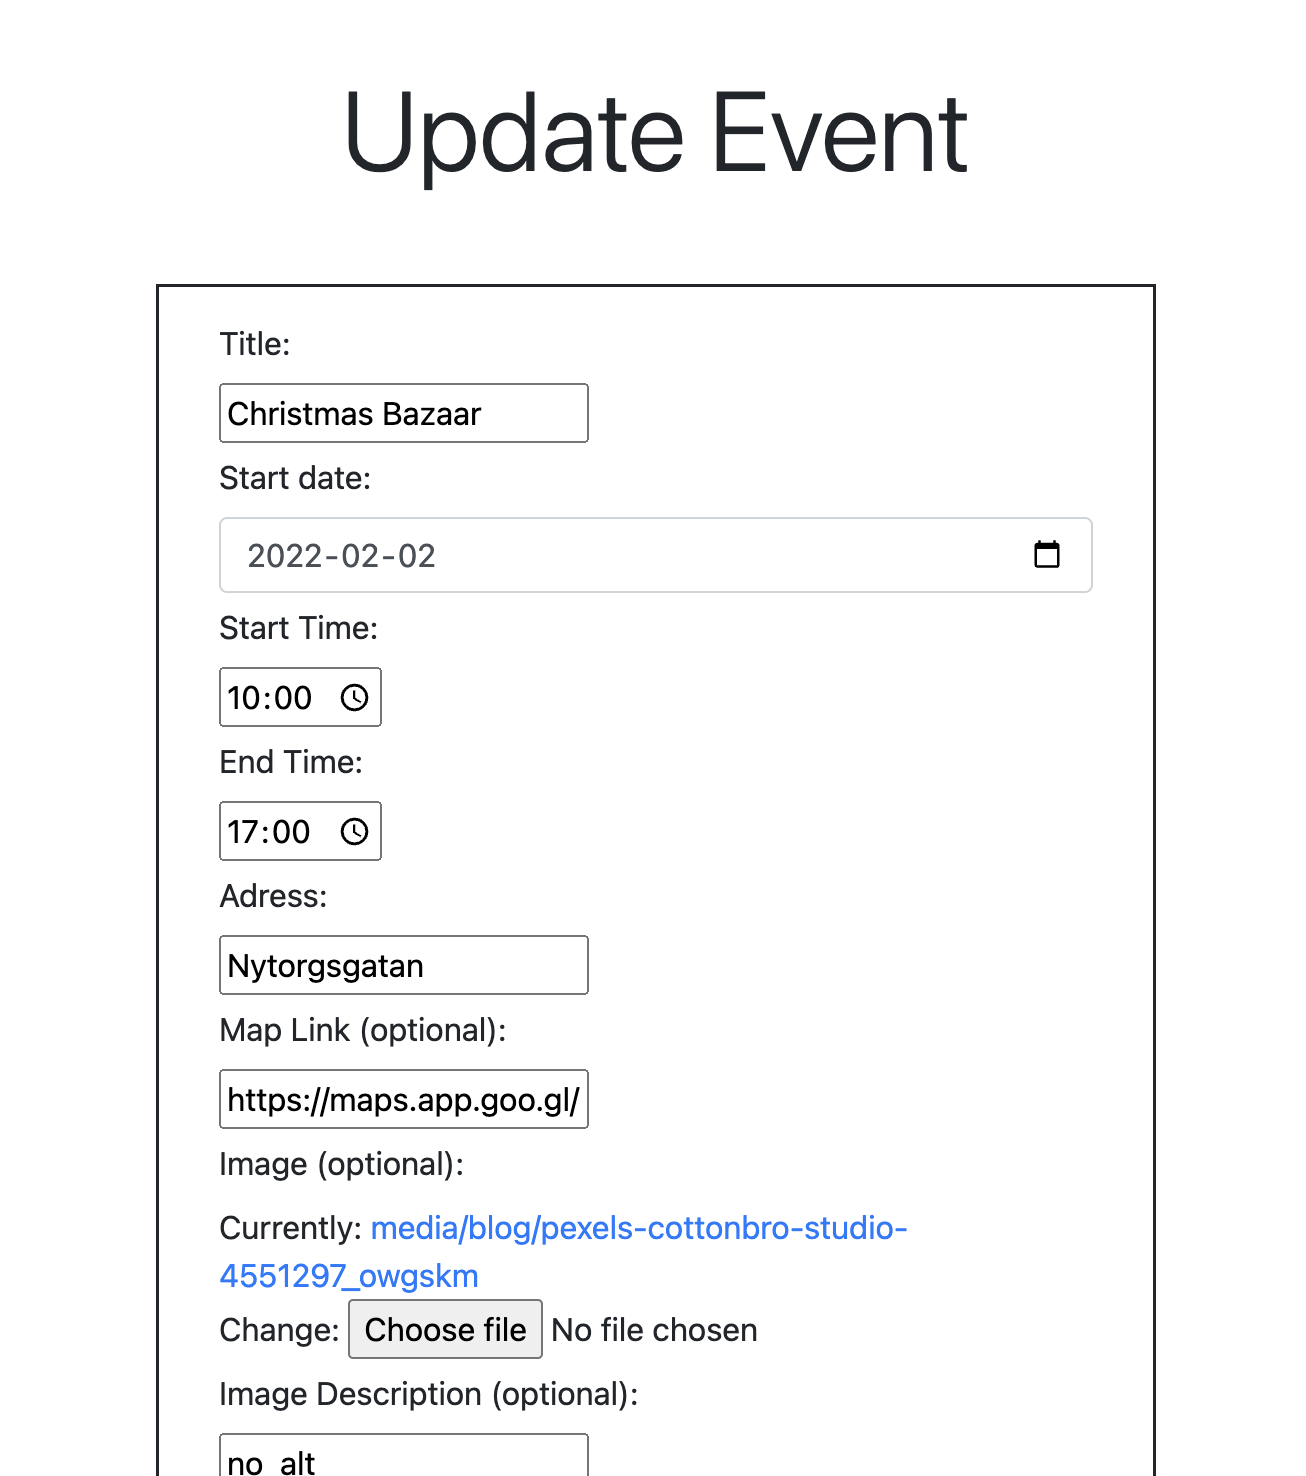 Update Event
Title:
Christmas Bazaar
Start date:
2022-02-02
Start Time:
10:00
End Time:
17:00
Adress:
Nytorgsgatan
Map Link (optional):
https://maps.app.goo.gl/
Image (optional):
Currently: media/blog/pexels-cottonbro-studio-
4551297_owgskm
Change: Choose file No file chosen
Image Description (optional):
no_alt